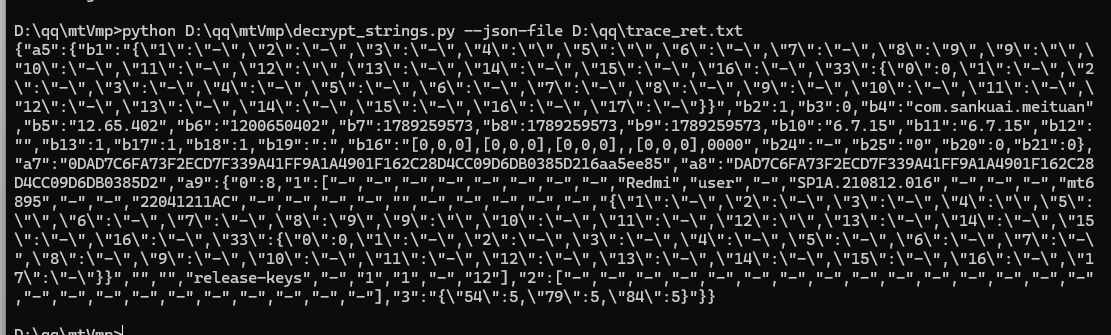 D:\qq\mtVmp>python D:\qq\mtVmp\decrypt_strings.py --json-file D:\qq\trace_ret.txt
{"a5":{"b1":"{\"1\":\"-\",\"2\":\"-\",\"3\":\"-\",\"4\":\"\",\"5\":\"\",\"6\":\"-\",\"7\":\"-\",\"8\":\"9\",\"9\":\"\",\
"10\":\"-\",\"11\":\"-\",\"12\":\"\",\"13\":\"-\",\"14\":\"-\",\"15\":\"-\",\"16\":\"-\",\"33\":{\"0\":0,\"1\":\"-\",\"2
\":\"-\",\"3\":\"-\",\"4\":\"-\",\"5\":\"-\",\"6\":\"-\",\"7\":\"-\",\"8\":\"-\",\"9\":\"-\",\"10\":\"-\",\"11\":\"-\",\
"12\":\"-\",\"13\":\"-\",\"14\":\"-\",\"15\":\"-\",\"16\":\"-\",\"17\":\"-\"}}","b2":1,"b3":0,"b4":"com.sankuai.meituan"
,"b5":"12.65.402","b6":"1200650402","b7":1789259573,"b8":1789259573,"b9":1789259573,"b10":"6.7.15","b11":"6.7.15","b12":
"","b13":1,"b17":1,"b18":1,"b19":":","b16":"[0,0,0],[0,0,0],[0,0,0],,[0,0,0],0000","b24":"-","b25":"0","b20":0,"b21":0},
"a7":"0DAD7C6FA73F2ECD7F339A41FF9A1A4901F162C28D4CC09D6DB0385D216aa5ee85","a8":"DAD7C6FA73F2ECD7F339A41FF9A1A4901F162C28
D4CC09D6DB0385D2","a9":{"0":8,"1":["-","-","-","-","-","-","-","-","-","Redmi","user","-","SP1A.210812.016","-","-","mt6
895","-","-","22041211AC","-","-","-","-","","-","-","-","-","-","-","{\"1\":\"-\",\"2\":\"-\",\"3\":\"-\",\"4\":\"\",\"5\":
\"\",\"6\":\"-\",\"7\":\"-\",\"8\":\"9\",\"9\":\"\",\"10\":\"-\",\"11\":\"-\",\"12\":\"\",\"13\":\"-\",\"14\":\"-\",\"15
\":\"-\",\"16\":\"-\",\"33\":{\"0\":0,\"1\":\"-\",\"2\":\"-\",\"3\":\"-\",\"4\":\"-\",\"5\":\"-\",\"6\":\"-\",\"7\":\"-\
",\"8\":\"-\",\"9\":\"-\",\"10\":\"-\",\"11\":\"-\",\"12\":\"-\",\"13\":\"-\",\"14\":\"-\",\"15\":\"-\",\"16\":\"-\",\"1
7\":\"-\"}}","","","release-keys","-","1","1","-","12"],"2":["-","-","-","-","-","-","-","-","-","-","-","-","-","-","-"
,"-","-","-","-","-","-","-","-","-","-","-","-"],"3":"{\"54\":5,\"79\":5,\"84\":5}"}}
D:\qq\mtVmp>